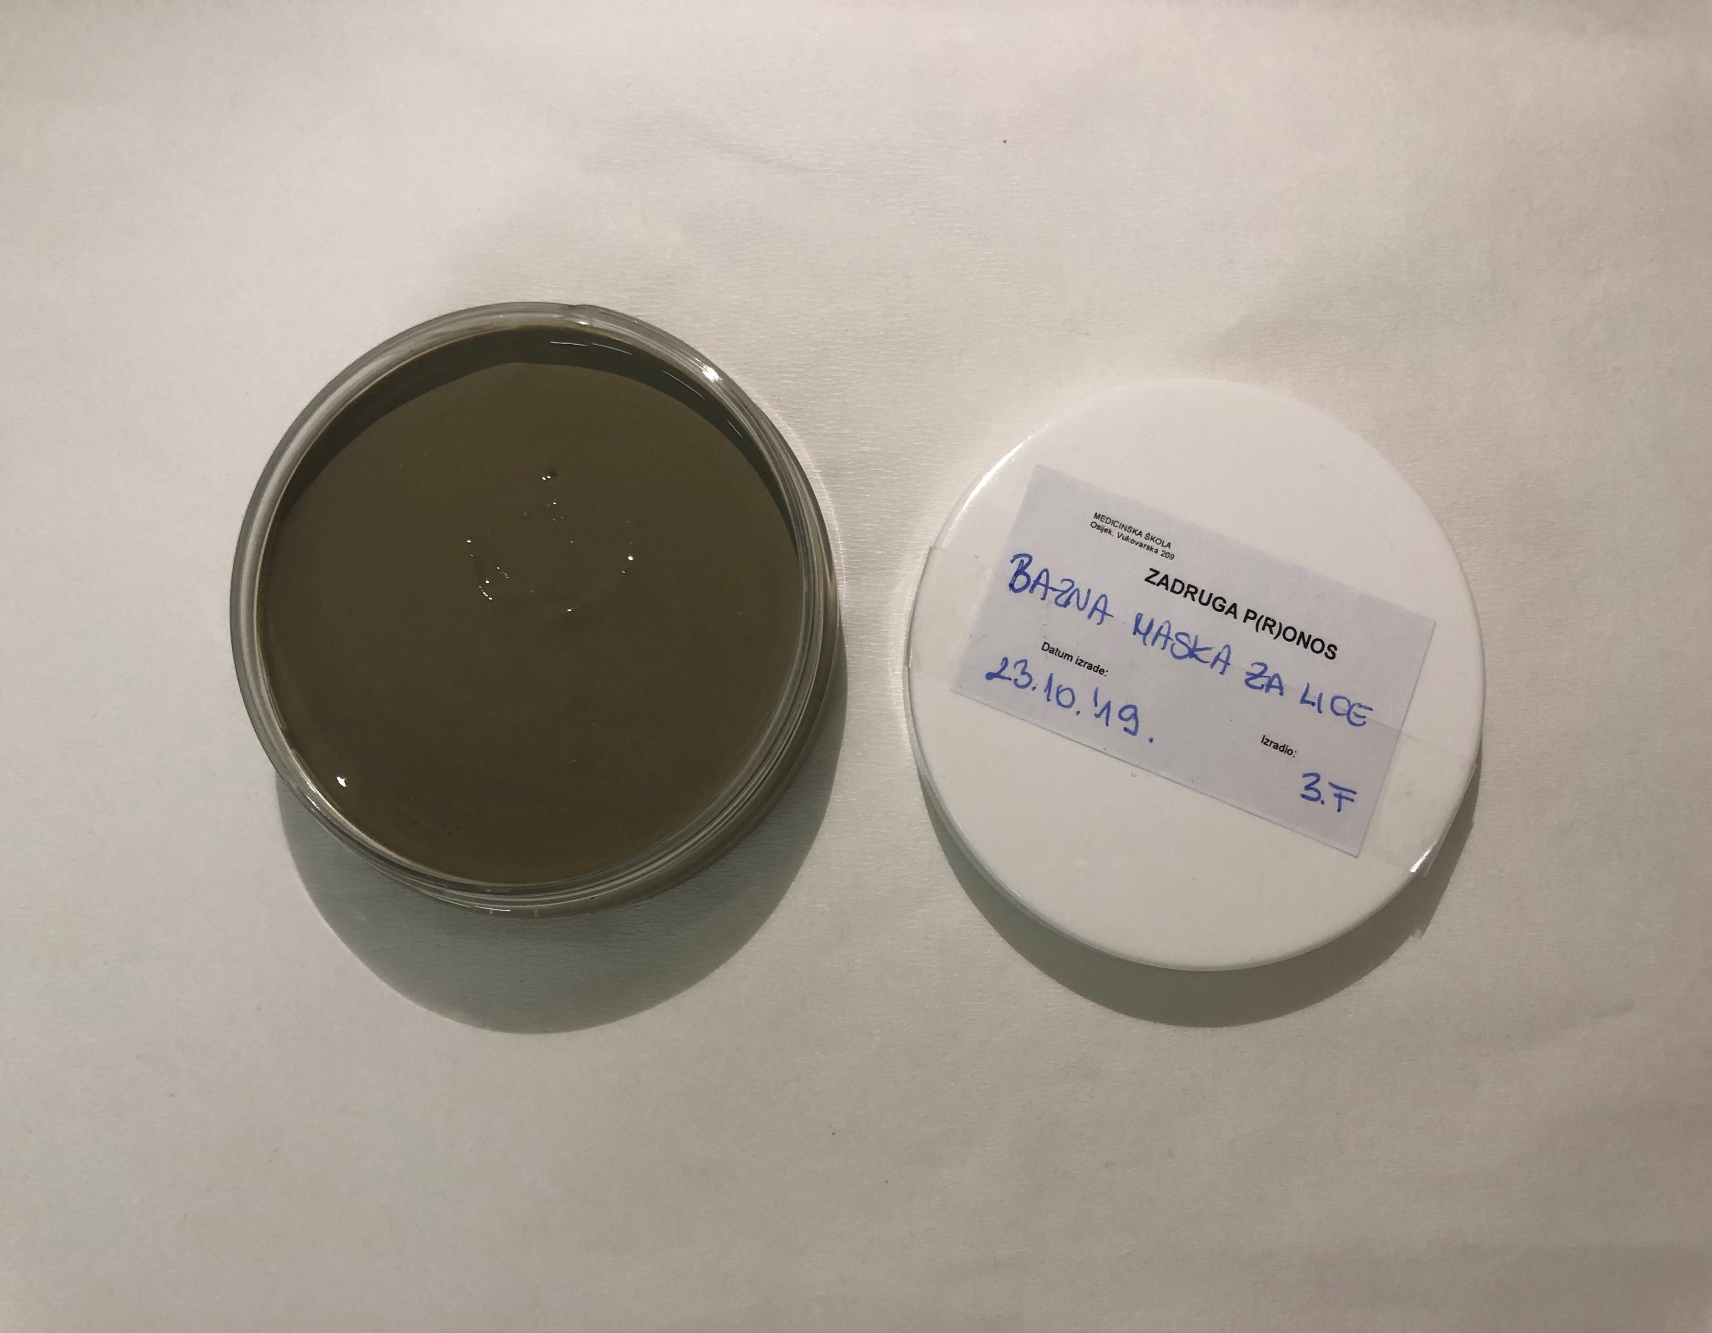 MEDICINSKA ŠKOLA
Osijek, Vukovarska 209
ZADRUGA P(R)ONOS
BAZNA MASKA ZA LICE
Datum izrade:
23.10.'19.
Izradio:
3.F